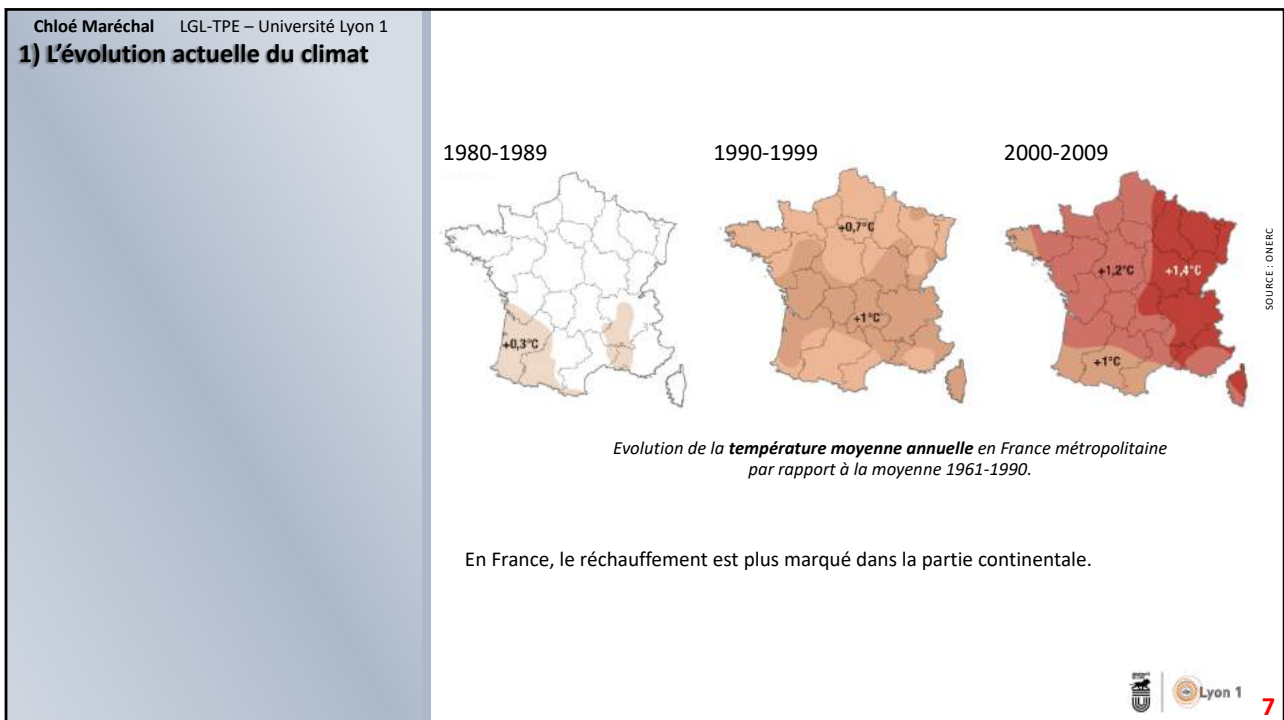 Chloé Maréchal LGL-TPE – Université Lyon 1
1) L'évolution actuelle du climat
1980-1989
1990-1999
2000-2009
+0,3°C
+0,7°C
+1°C
+1,2°C
+1,4°C
+1°C
SOURCE : ONERC
Evolution de la température moyenne annuelle en France métropolitaine
par rapport à la moyenne 1961-1990.
En France, le réchauffement est plus marqué dans la partie continentale.
Lyon 1
7